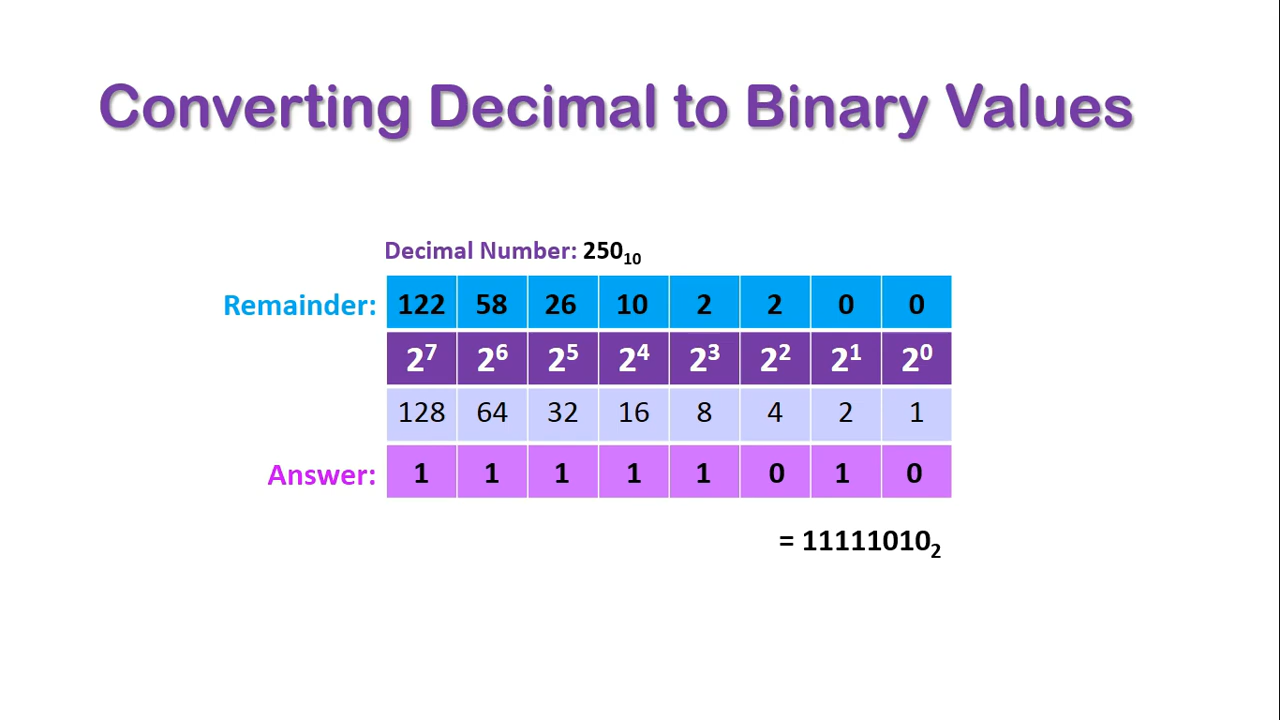 Converting Decimal to Binary Values
Decimal Number: 250₁₀
Remainder: 122 58 26 10 2 2 0 0
2⁷ 2⁶ 2⁵ 2⁴ 2³ 2² 2¹ 2⁰
128 64 32 16 8 4 2 1
Answer: 1 1 1 1 1 0 1 0
= 11111010₂